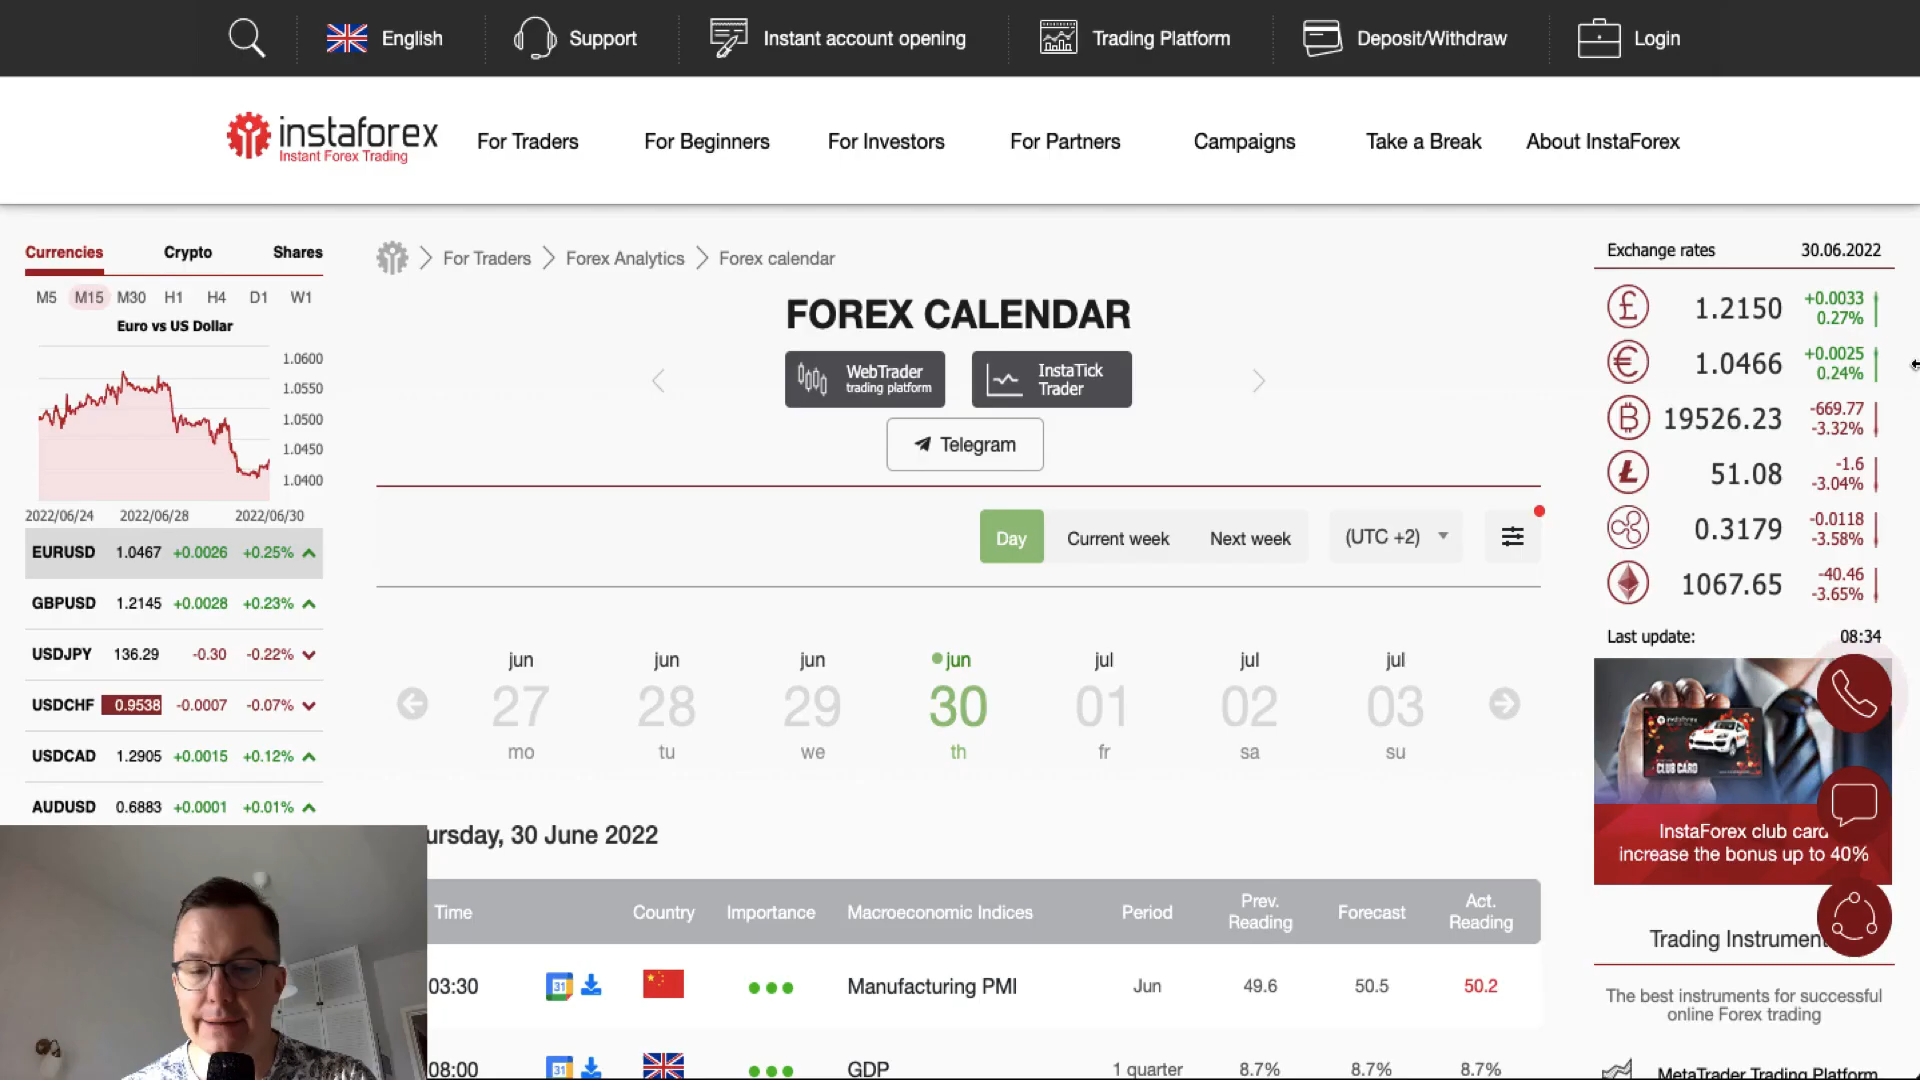 English
Support
Instant account opening
Trading Platform
Deposit/Withdraw
Login
instaforex
Instant Forex Trading
For Traders
For Beginners
For Investors
For Partners
Campaigns
Take a Break
About InstaForex
Currencies Crypto Shares
M5 M15 M30 H1 H4 D1 W1
Euro vs US Dollar
1.0600
1.0550
1.0500
1.0450
1.0400
2022/06/24 2022/06/28 2022/06/30
EURUSD 1.0467 +0.0026 +0.25%
GBPUSD 1.2145 +0.0028 +0.23%
USDJPY 136.29 -0.30 -0.22%
USDCHF 0.9538 -0.0007 -0.07%
USDCAD 1.2905 +0.0015 +0.12%
AUDUSD 0.6883 +0.0001 +0.01%
For Traders Forex Analytics Forex calendar
FOREX CALENDAR
WebTrader
trading platform
InstaTick
Trader
Telegram
Day Current week Next week (UTC +2)
jun jun jun jun jul jul jul
27 28 29 30 01 02 03
mo tu we th fr sa su
ursday, 30 June 2022
Time Country Importance Macroeconomic Indices Period Prev. Reading Forecast Act. Reading
03:30 31 Manufacturing PMI Jun 49.6 50.5 50.2
08:00 31 GDP 1 quarter 8.7% 8.7% 8.7%
Exchange rates 30.06.2022
1.2150 +0.0033 0.27%
1.0466 +0.0025 0.24%
19526.23 -669.77 -3.32%
51.08 -1.6 -3.04%
0.3179 -0.0118 -3.58%
1067.65 -40.46 -3.65%
Last update: 08:34
instaforex
CLUB CARD
InstaForex club card
increase the bonus up to 40%
Trading Instrument
The best instruments for successful
online Forex trading
MetaTrader Trading Platform